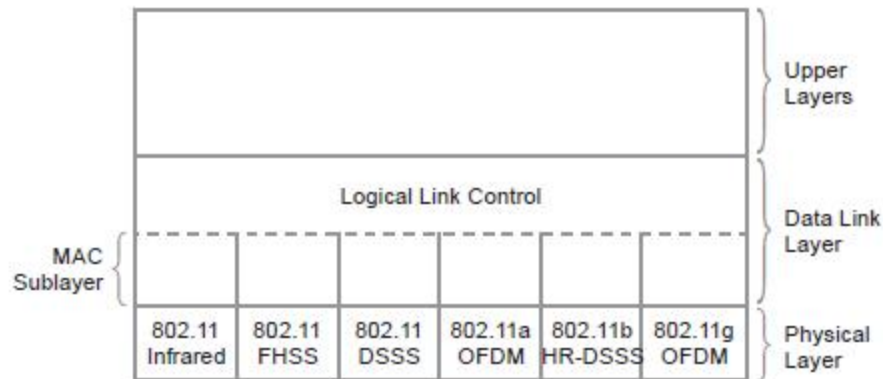 Upper
Layers
Logical Link Control
Data Link
Layer
MAC
Sublayer
802.11
Infrared
802.11
FHSS
802.11
DSSS
802.11a
OFDM
802.11b
HR-DSSS
802.11g
OFDM
Physical
Layer